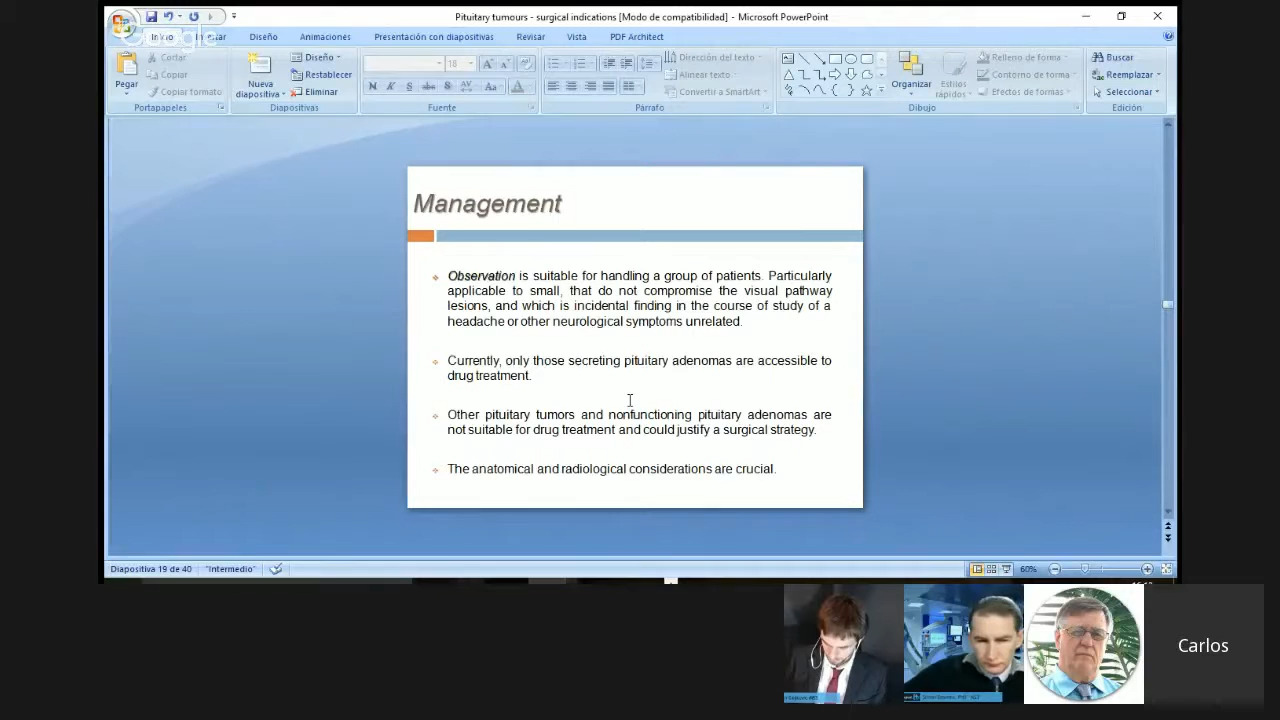 Pituitary tumours - surgical indications [Modo de compatibilidad] - Microsoft PowerPoint
Google
Inicio
Diseño
Animaciones
Presentación con diapositivas
Revisar
Vista
PDF Architect
Pegar
Cortar
Copiar
Copiar formato
Portapapeles
Nueva
diapositiva
Diseño
Restablecer
Eliminar
Diapositivas
18
N K S abc S AV Aa A
Fuente
Dirección del texto
Alinear texto
Convertir a SmartArt
Párrafo
Organizar
Estilos
rápidos
Relleno de forma
Contorno de forma
Efectos de formas
Dibujo
Buscar
Reemplazar
Seleccionar
Edición
Management
Observation is suitable for handling a group of patients. Particularly
applicable to small, that do not compromise the visual pathway
lesions, and which is incidental finding in the course of study of a
headache or other neurological symptoms unrelated.
Currently, only those secreting pituitary adenomas are accessible to
drug treatment.
Other pituitary tumors and nonfunctioning pituitary adenomas are
not suitable for drug treatment and could justify a surgical strategy.
The anatomical and radiological considerations are crucial.
Diapositiva 19 de 40
"Intermedio"
60%
Carlos